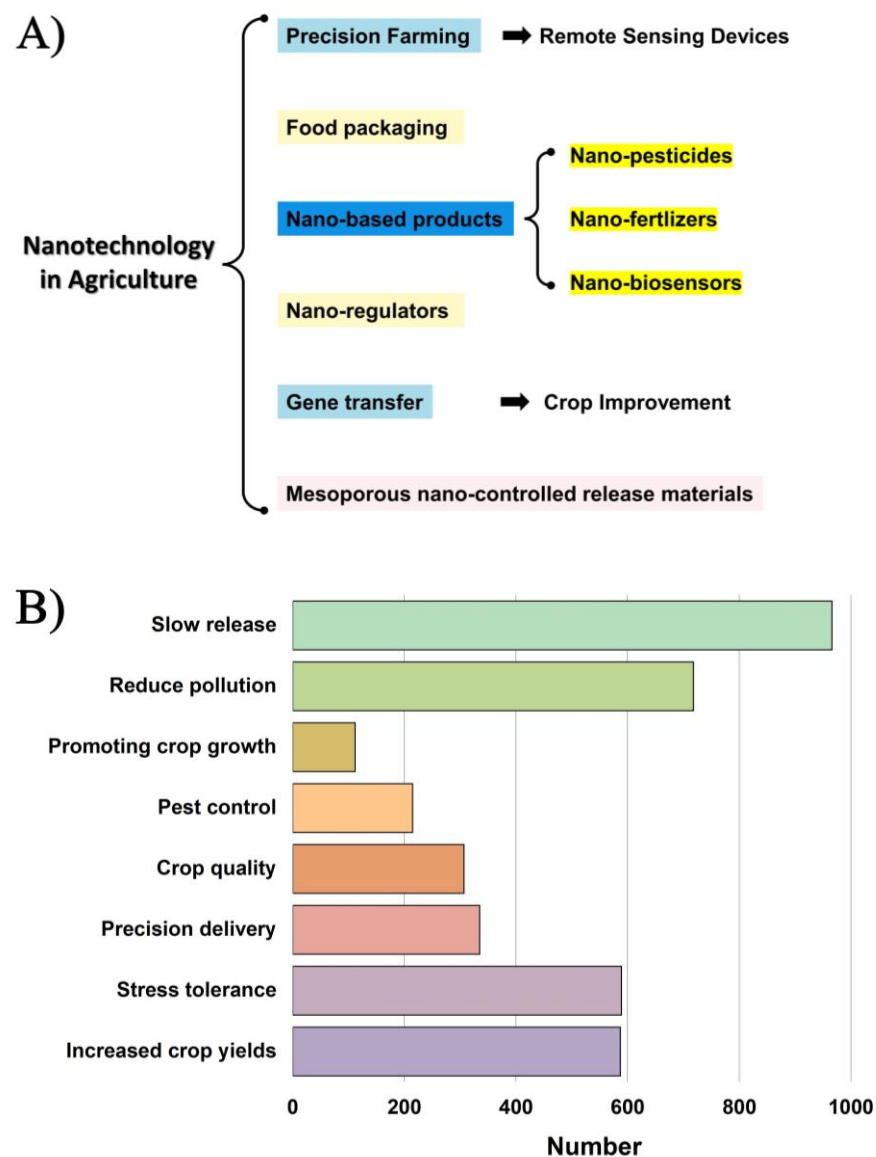 A)
Precision Farming
Remote Sensing Devices
Food packaging
Nano-pesticides
Nano-based products
Nano-fertlizers
Nanotechnology
in Agriculture
Nano-biosensors
Nano-regulators
Gene transfer
Crop Improvement
Mesoporous nano-controlled release materials
B)
Slow release
Reduce pollution
Promoting crop growth
Pest control
Crop quality
Precision delivery
Stress tolerance
Increased crop yields
0 200 400 600 800 1000
Number